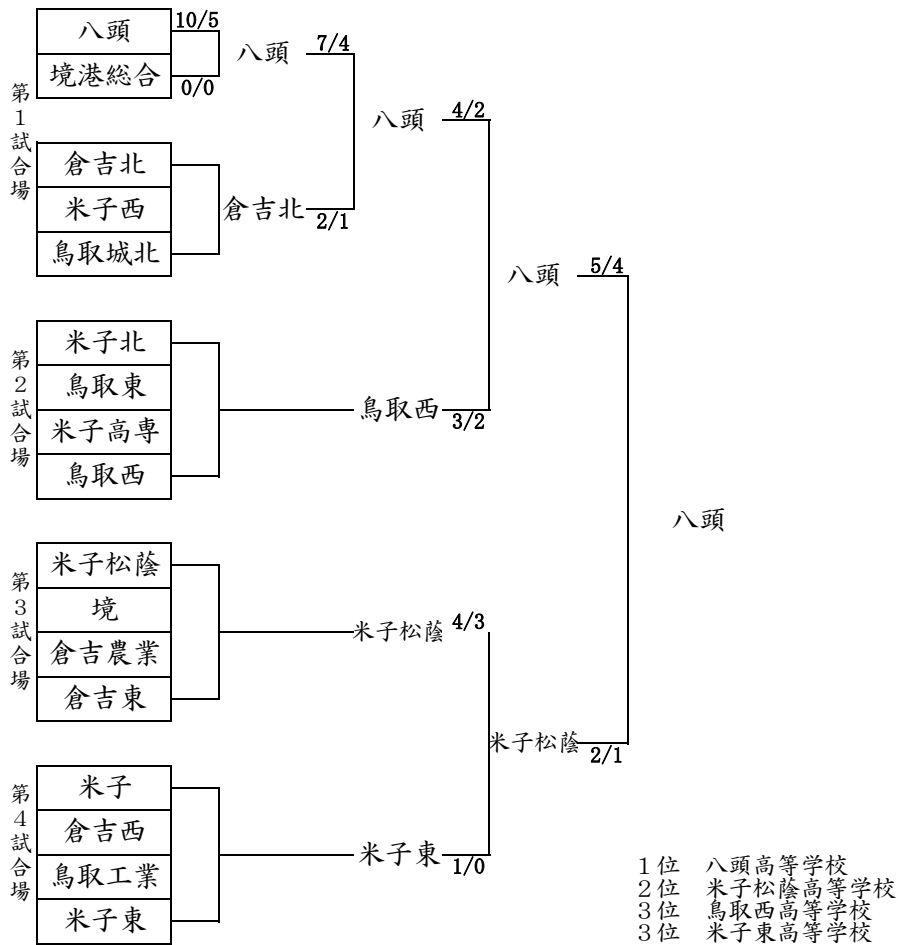 第1試合場
八頭
境港総合
10/5
0/0
八頭
7/4
倉吉北
米子西
鳥取城北
倉吉北
2/1
八頭
4/2
第2試合場
米子北
鳥取東
米子高専
鳥取西
鳥取西
3/2
八頭
5/4
八頭
第3試合場
米子松蔭
境
倉吉農業
倉吉東
米子松蔭
4/3
米子松蔭
2/1
第4試合場
米子
倉吉西
鳥取工業
米子東
米子東
1/0
1位 八頭高等学校
2位 米子松蔭高等学校
3位 鳥取西高等学校
3位 米子東高等学校